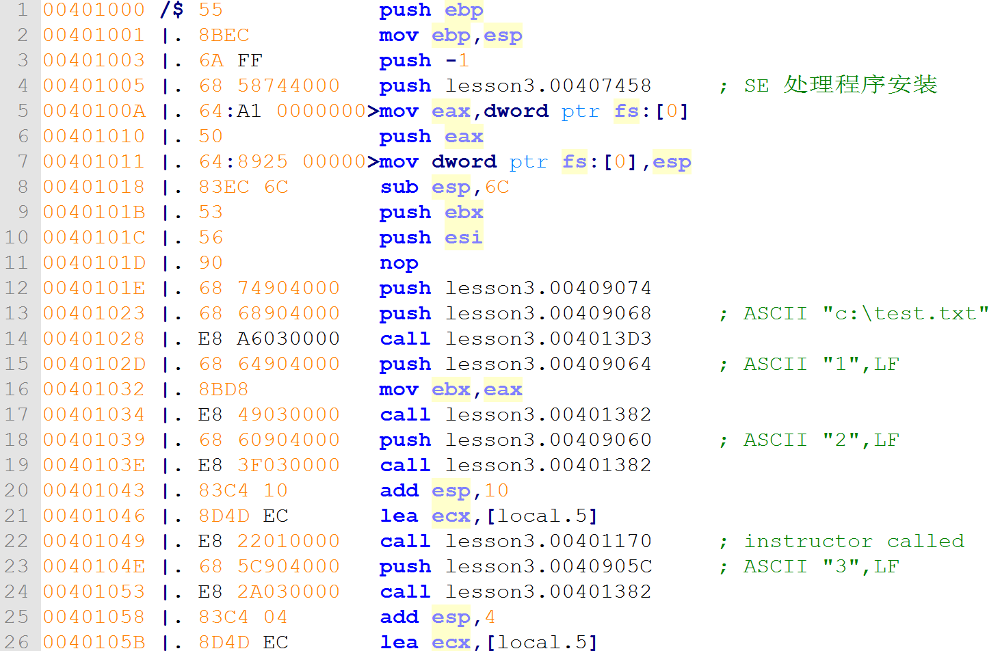 1 00401000 /$ 55 push ebp
2 00401001 |. 8BEC mov ebp,esp
3 00401003 |. 6A FF push -1
4 00401005 |. 68 58744000 push lesson3.00407458 ; SE 处理程序安装
5 0040100A |. 64:A1 0000000>mov eax,dword ptr fs:[0]
6 00401010 |. 50 push eax
7 00401011 |. 64:8925 00000>mov dword ptr fs:[0],esp
8 00401018 |. 83EC 6C sub esp,6C
9 0040101B |. 53 push ebx
10 0040101C |. 56 push esi
11 0040101D |. 90 nop
12 0040101E |. 68 74904000 push lesson3.00409074
13 00401023 |. 68 68904000 push lesson3.00409068 ; ASCII "c:\test.txt"
14 00401028 |. E8 A6030000 call lesson3.004013D3
15 0040102D |. 68 64904000 push lesson3.00409064 ; ASCII "1",LF
16 00401032 |. 8BD8 mov ebx,eax
17 00401034 |. E8 49030000 call lesson3.00401382
18 00401039 |. 68 60904000 push lesson3.00409060 ; ASCII "2",LF
19 0040103E |. E8 3F030000 call lesson3.00401382
20 00401043 |. 83C4 10 add esp,10
21 00401046 |. 8D4D EC lea ecx,[local.5]
22 00401049 |. E8 22010000 call lesson3.00401170 ; instructor called
23 0040104E |. 68 5C904000 push lesson3.0040905C ; ASCII "3",LF
24 00401053 |. E8 2A030000 call lesson3.00401382
25 00401058 |. 83C4 04 add esp,4
26 0040105B |. 8D4D EC lea ecx,[local.5]